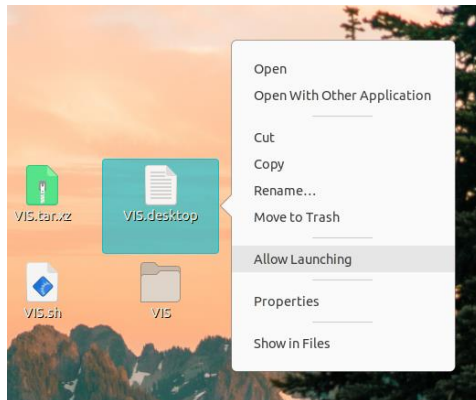 VIS.tar.xz
VIS.desktop
VIS.sh
VIS
Open
Open With Other Application
Cut
Copy
Rename…
Move to Trash
Allow Launching
Properties
Show in Files